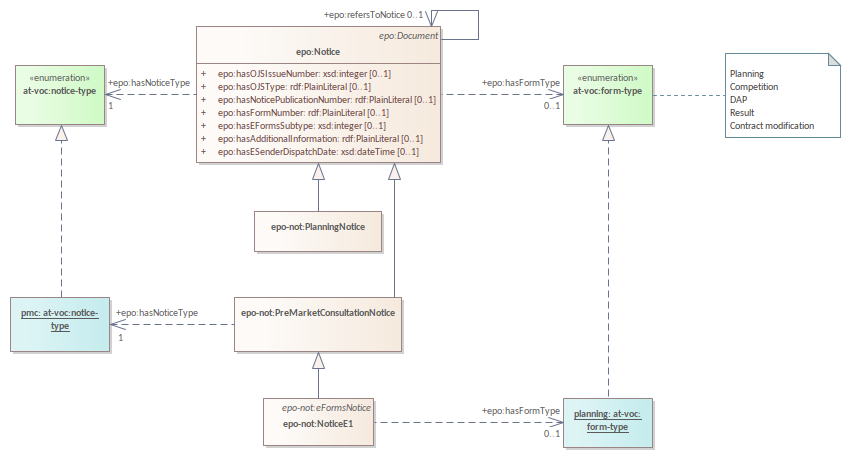 +epo:refersToNotice 0..1
epo:Document
epo:Notice
+ epo:hasOJSIssueNumber: xsd:integer [0..1]
+ epo:hasOJSType: rdf:PlainLiteral [0..1]
+ epo:hasNoticePublicationNumber: rdf:PlainLiteral [0..1]
+ epo:hasFormNumber: rdf:PlainLiteral [0..1]
+ epo:hasEFormsSubtype: xsd:integer [0..1]
+ epo:hasAdditionalInformation: rdf:PlainLiteral [0..1]
+ epo:hasESenderDispatchDate: xsd:dateTime [0..1]
«enumeration»
at-voc:notice-type
+epo:hasNoticeType
1
+epo:hasFormType
0..1
«enumeration»
at-voc:form-type
Planning
Competition
DAP
Result
Contract modification
epo-not:PlanningNotice
pmc: at-voc:notice-
type
+epo:hasNoticeType
1
epo-not:PreMarketConsultationNotice
epo-not:eFormsNotice
epo-not:NoticeE1
+epo:hasFormType
0..1
planning: at-voc:
form-type